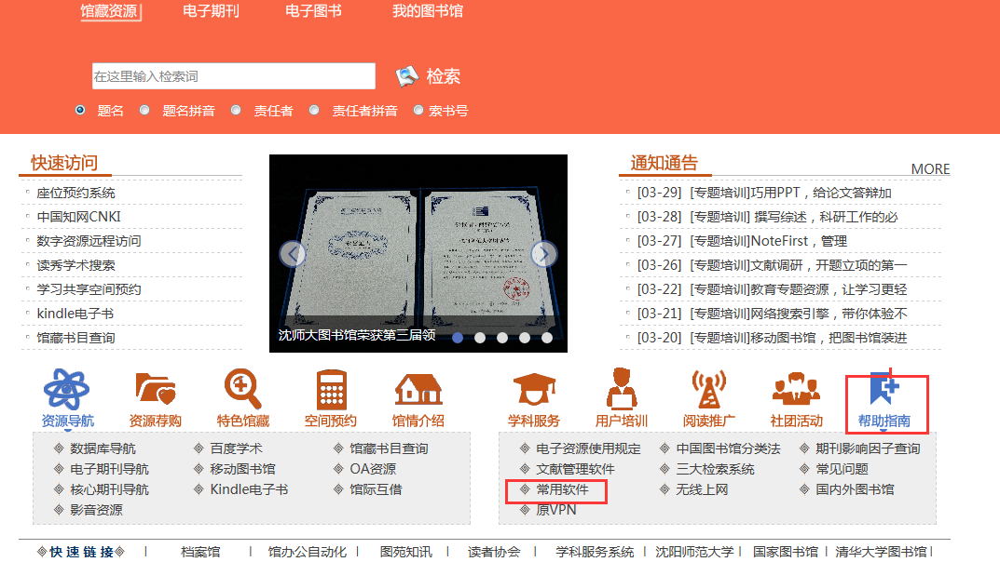 馆藏资源 电子期刊 电子图书 我的图书馆
在这里输入检索词 检索
题名 题名拼音 责任者 责任者拼音 索书号
快速访问
座位预约系统
中国知网CNKI
数字资源远程访问
读秀学术搜索
学习共享空间预约
kindle电子书
馆藏书目查询
沈师大图书馆荣获第三届领
通知通告 MORE
[03-29] [专题培训]巧用PPT，给论文答辩加
[03-28] [专题培训] 撰写综述，科研工作的必
[03-27] [专题培训]NoteFirst，管理
[03-26] [专题培训]文献调研，开题立项的第一
[03-22] [专题培训]教育专题资源，让学习更轻
[03-21] [专题培训]网络搜索引擎，带你体验不
[03-20] [专题培训]移动图书馆，把图书馆装进
资源导航 资源荐购 特色馆藏 空间预约 馆情介绍
数据库导航 百度学术 馆藏书目查询
电子期刊导航 移动图书馆 OA资源
核心期刊导航 Kindle电子书 馆际互借
影音资源
学科服务 用户培训 阅读推广 社团活动 帮助指南
电子资源使用规定 中国图书馆分类法 期刊影响因子查询
文献管理软件 三大检索系统 常见问题
常用软件 无线上网 国内外图书馆
原VPN
快速链接 | 档案馆 | 馆办公自动化 | 图苑知讯 | 读者协会 | 学科服务系统 | 沈阳师范大学 | 国家图书馆 | 清华大学图书馆 |